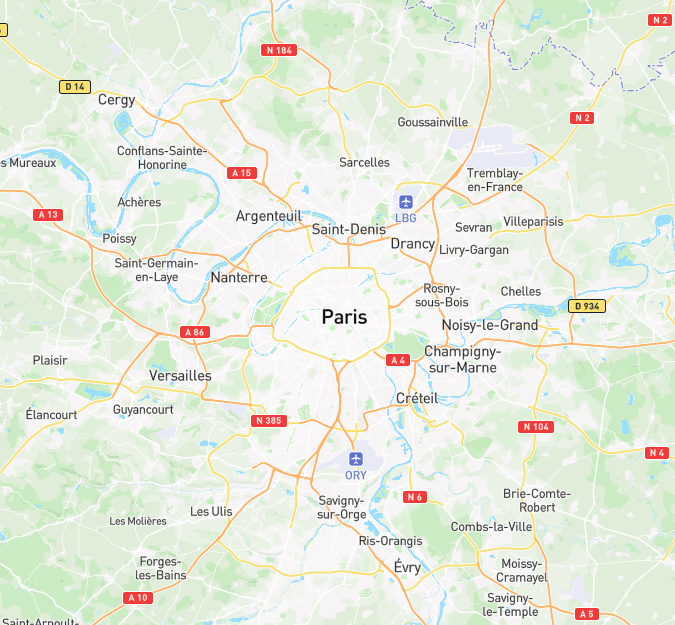 N 2
N 184
D 14
Cergy
N 2
Goussainville
Conflans-Sainte-
Honorine
Sarcelles
es Mureaux
A 15
Tremblay-
en-France
Achères
LBG
A 13
Argenteuil
Saint-Denis
Sevran
Villeparisis
Poissy
Drancy
Livry-Gargan
Saint-Germain-
en-Laye
Nanterre
Rosny-
sous-Bois
Chelles
D 934
Paris
Noisy-le-Grand
A 86
Plaisir
A 4
Champigny-
sur-Marne
Versailles
Créteil
Élancourt
Guyancourt
N 385
N 104
N 4
ORY
N 6
Brie-Comte-
Robert
Savigny-
sur-Orge
Les Ulis
Les Molières
Combs-la-Ville
Ris-Orangis
Forges-
les-Bains
Évry
Moissy-
Cramayel
A 10
Savigny-
le-Temple
A 5
Saint-Arnoult-